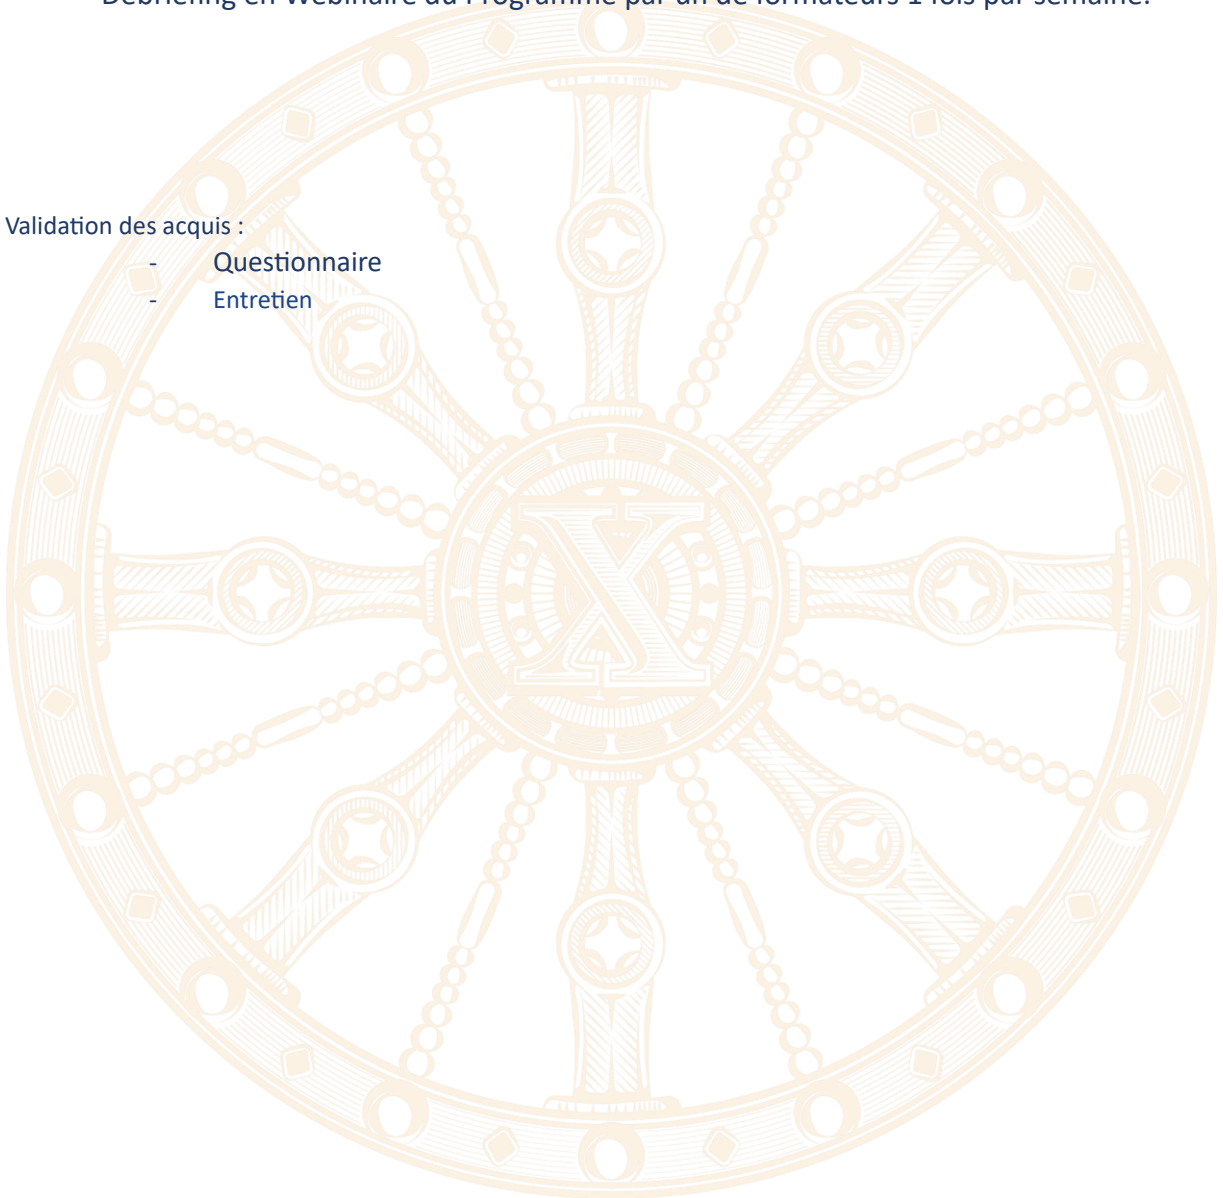 Debriefing en Webinaire du Programme par un de formateurs 1 fois par semaine.
Validation des acquis :
- Questionnaire
- Entretien
X